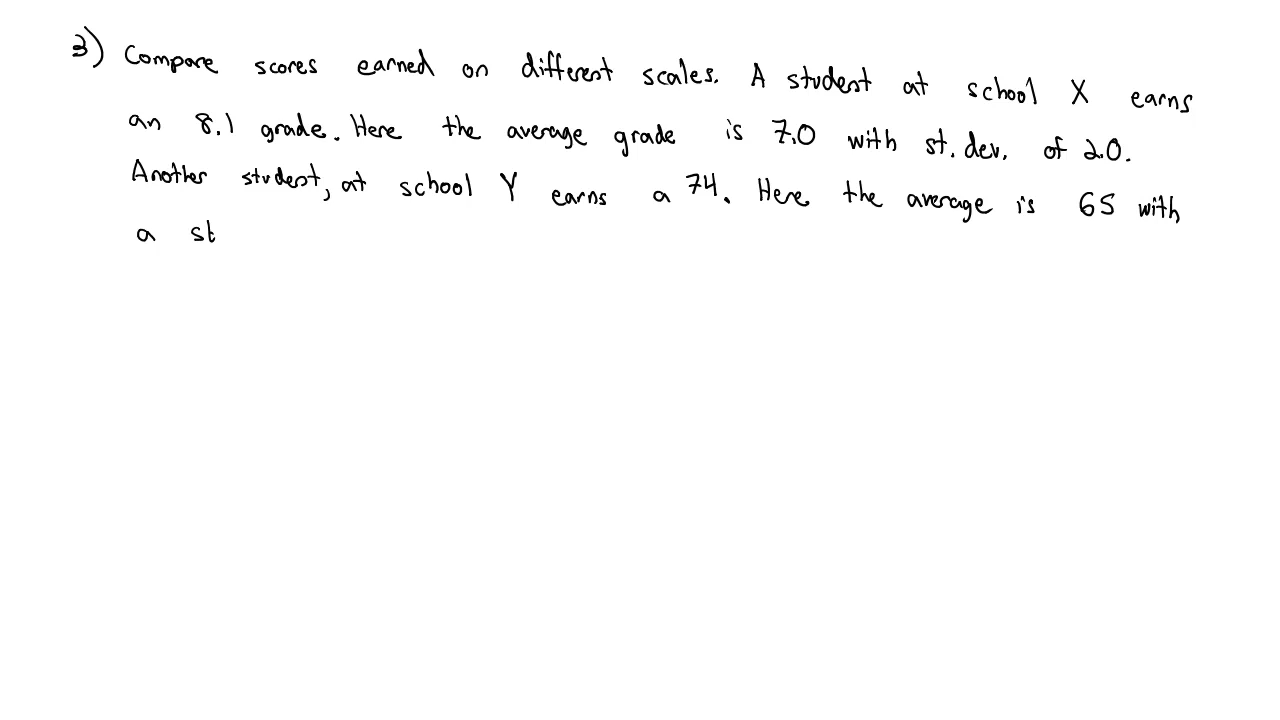 3) Compare scores earned on different scales. A student at school X earns
an 8.1 grade. Here the average grade is 7.0 with st. dev. of 2.0.
Another student, at school Y earns a 74. Here the average is 65 with
a st